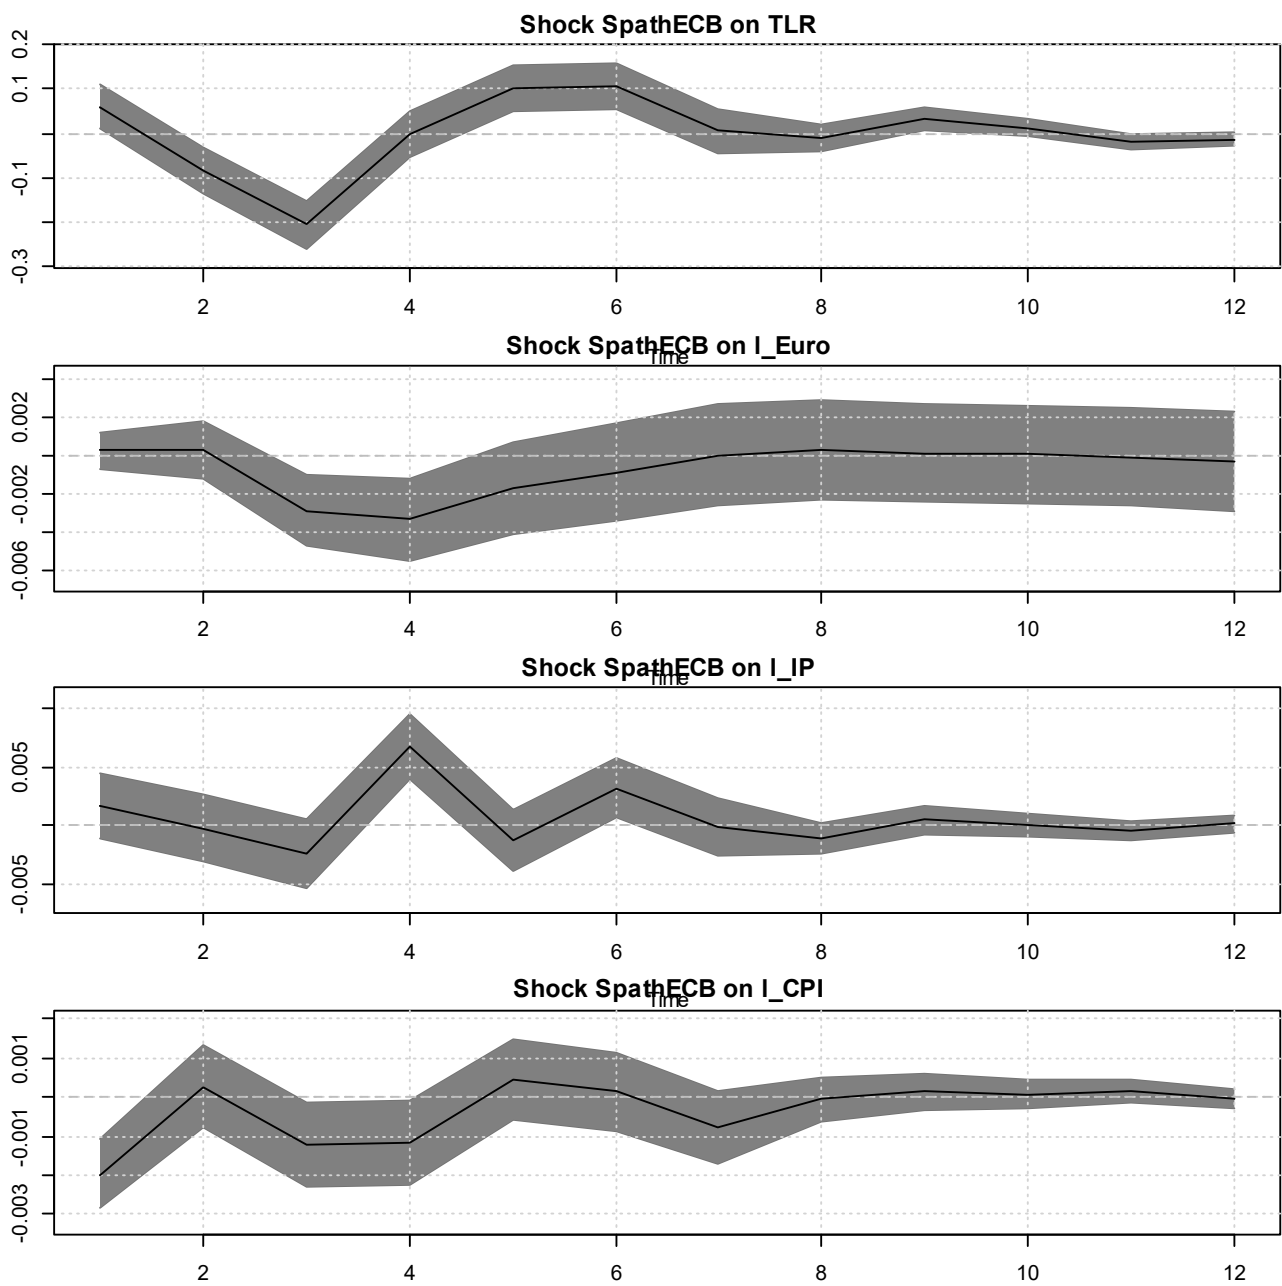 Shock SpathECB on TLR
0.2
0.1
-0.1
-0.3
2 4 6 8 10 12
Time
Shock SpathECB on l_Euro
0.002
-0.002
-0.006
2 4 6 8 10 12
Time
Shock SpathECB on l_IP
0.005
-0.005
2 4 6 8 10 12
Time
Shock SpathECB on l_CPI
0.001
-0.001
-0.003
2 4 6 8 10 12